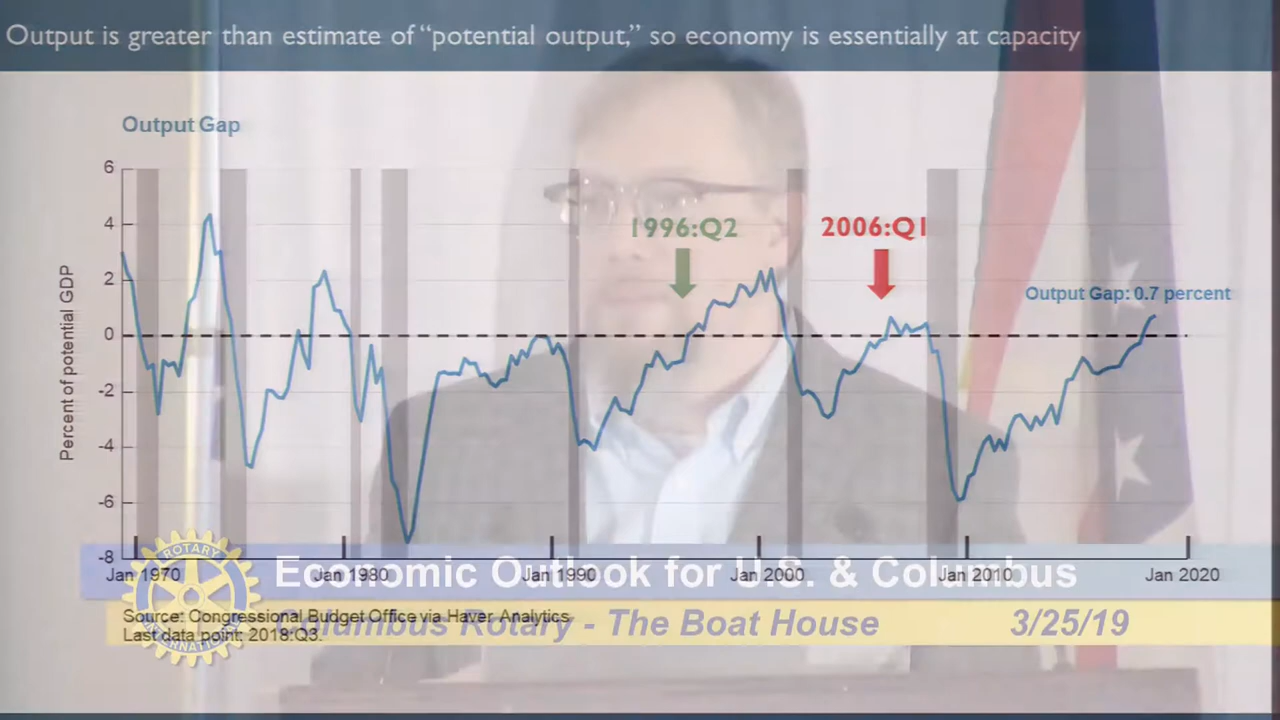 Output is greater than estimate of “potential output,” so economy is essentially at capacity
Output Gap
Percent of potential GDP
6
4
2
0
-2
-4
-6
-8
1996:Q2
2006:Q1
Output Gap: 0.7 percent
Jan 1970
Jan 1980
Jan 1990
Jan 2000
Jan 2010
Jan 2020
Economic Outlook for U.S. & Columbus
Source: Congressional Budget Office via Haver Analytics
Last data point: 2018:Q3.
Columbus Rotary - The Boat House 3/25/19
ROTARY
INTERNATIONAL